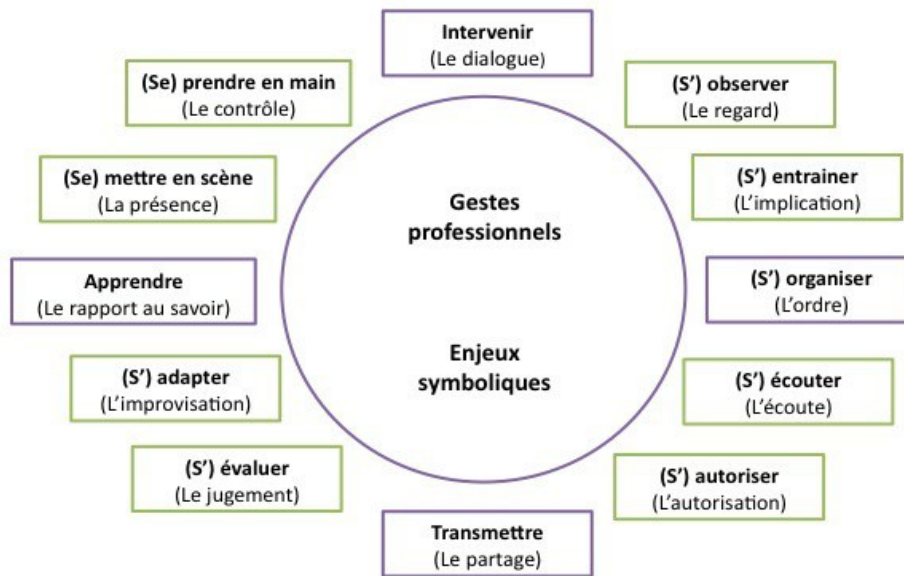 Intervenir
(Le dialogue)
(Se) prendre en main
(Le contrôle)
(S’) observer
(Le regard)
(Se) mettre en scène
(La présence)
(S’) entrainer
(L’implication)
Gestes
professionnels
Apprendre
(Le rapport au savoir)
(S’) organiser
(L’ordre)
Enjeux
symboliques
(S’) adapter
(L’improvisation)
(S’) écouter
(L’écoute)
(S’) évaluer
(Le jugement)
(S’) autoriser
(L’autorisation)
Transmettre
(Le partage)